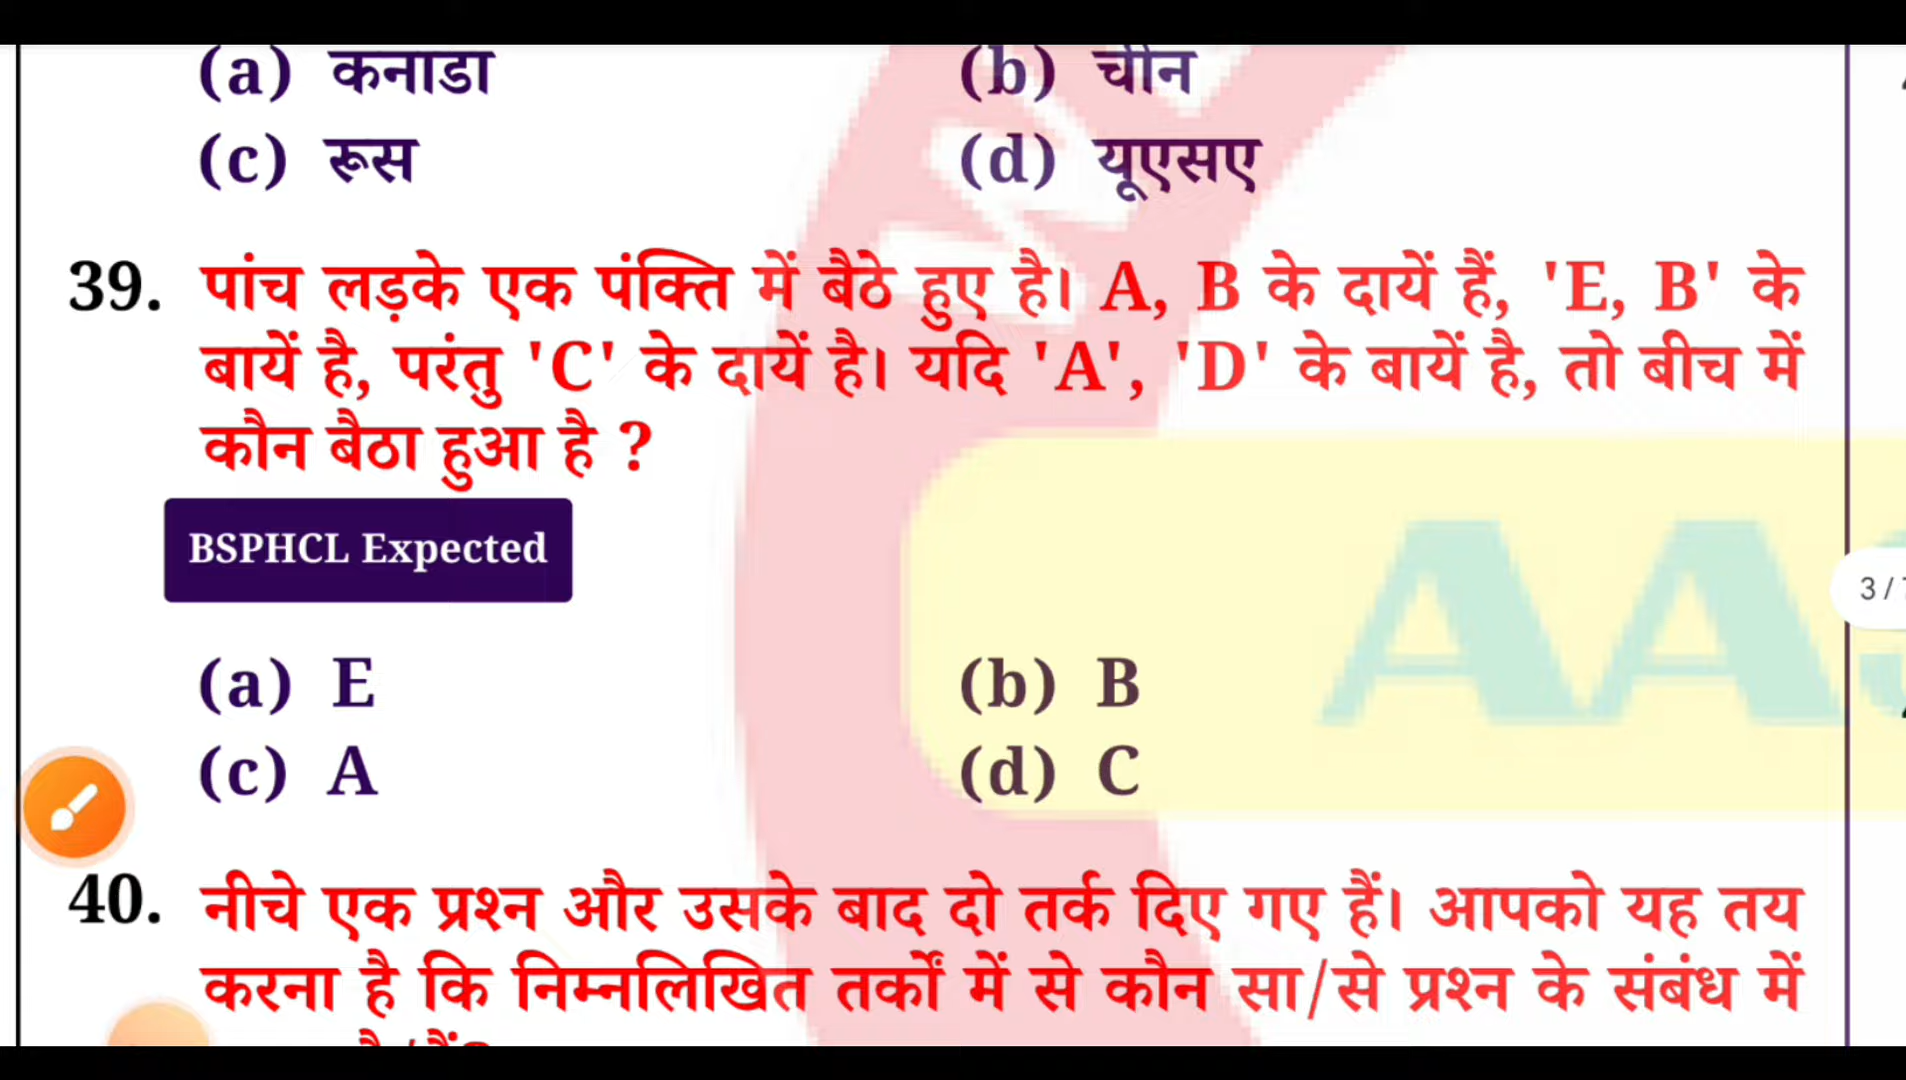 (a) कनाडा (b) चीन
(c) रूस (d) यूएसए
39. पांच लड़के एक पंक्ति में बैठे हुए है। A, B के दायें हैं, 'E, B' के
बायें है, परंतु 'C' के दायें है। यदि 'A', 'D' के बायें है, तो बीच में
कौन बैठा हुआ है ?
BSPHCL Expected
(a) E (b) B
(c) A (d) C
3 /
40. नीचे एक प्रश्न और उसके बाद दो तर्क दिए गए हैं। आपको यह तय
करना है कि निम्नलिखित तर्कों में से कौन सा/से प्रश्न के संबंध में